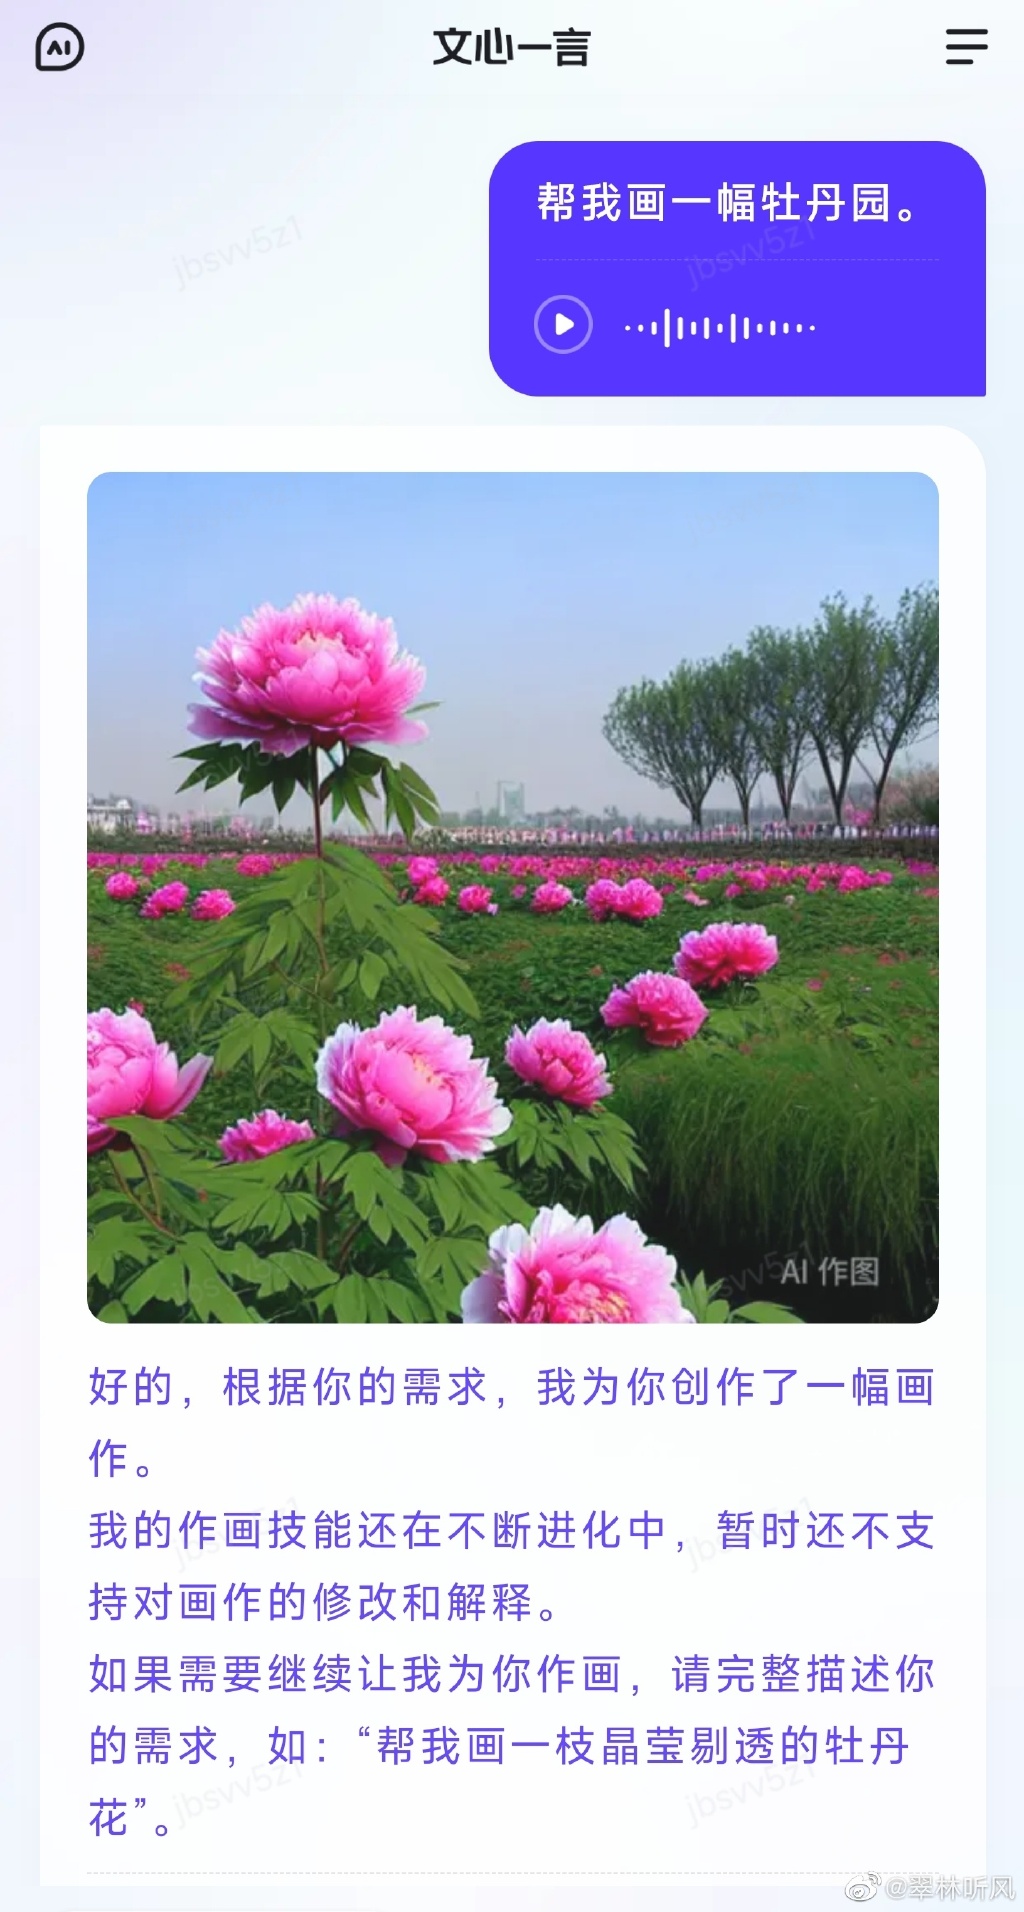 AI
文心一言
帮我画一幅牡丹园。
AI 作图
好的，根据你的需求，我为你创作了一幅画
作。
我的作画技能还在不断进化中，暂时还不支
持对画作的修改和解释。
如果需要继续让我为你作画，请完整描述你
的需求，如：“帮我画一枝晶莹剔透的牡丹
花”。
jbsvv5z1
@翠林听风